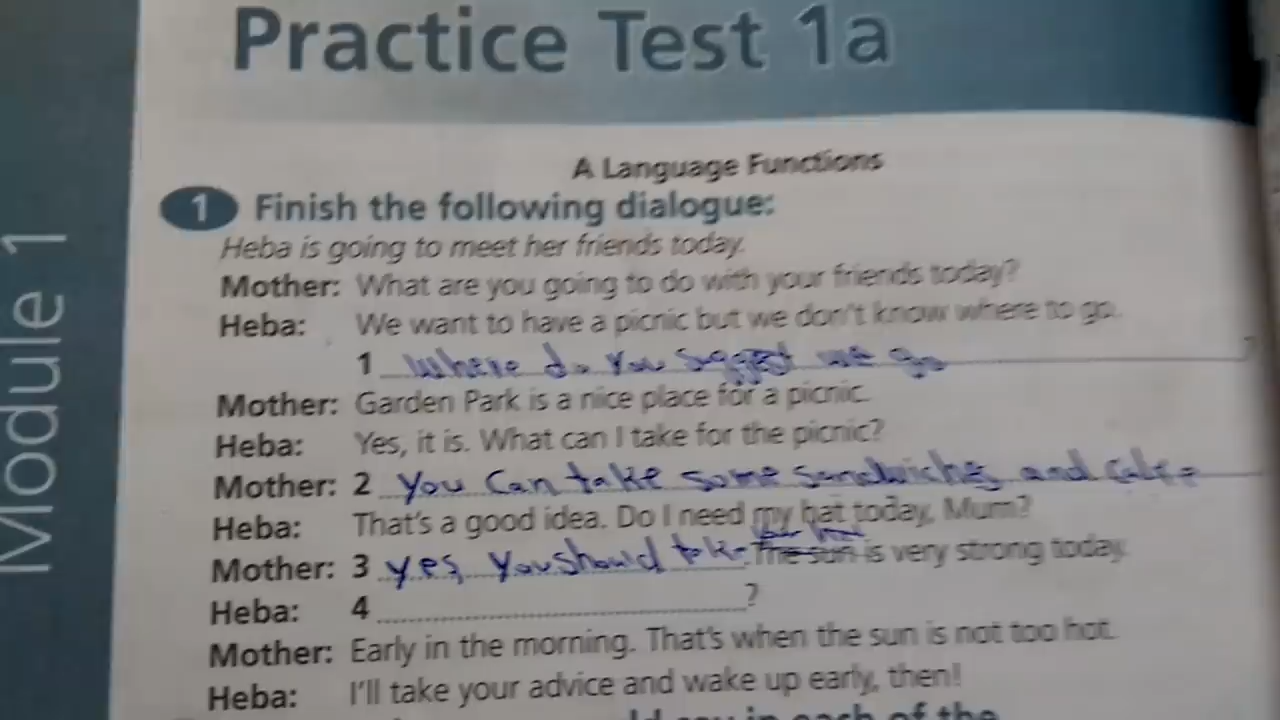 Practice Test 1a
Module 1
A Language Functions
1 Finish the following dialogue:
Heba is going to meet her friends today.
Mother: What are you going to do with your friends today?
Heba: We want to have a picnic but we don't know where to go.
1 Where do you suggest we go ?
Mother: Garden Park is a nice place for a picnic.
Heba: Yes, it is. What can I take for the picnic?
Mother: 2 You Can take some sandwiches and cake
Heba: That's a good idea. Do I need my hat today, Mum?
Mother: 3 yes, You should take The sun is very strong today.
Heba: 4 ?
Mother: Early in the morning. That's when the sun is not too hot.
Heba: I'll take your advice and wake up early, then!
in each of the